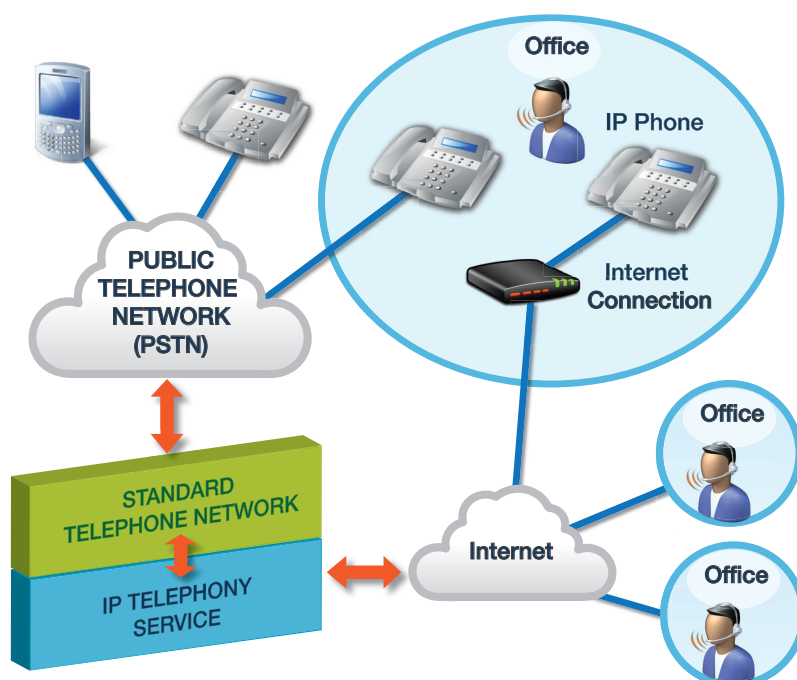 Office
IP Phone
PUBLIC
TELEPHONE
NETWORK
(PSTN)
Internet
Connection
Office
STANDARD
TELEPHONE NETWORK
Internet
IP TELEPHONY
SERVICE
Office